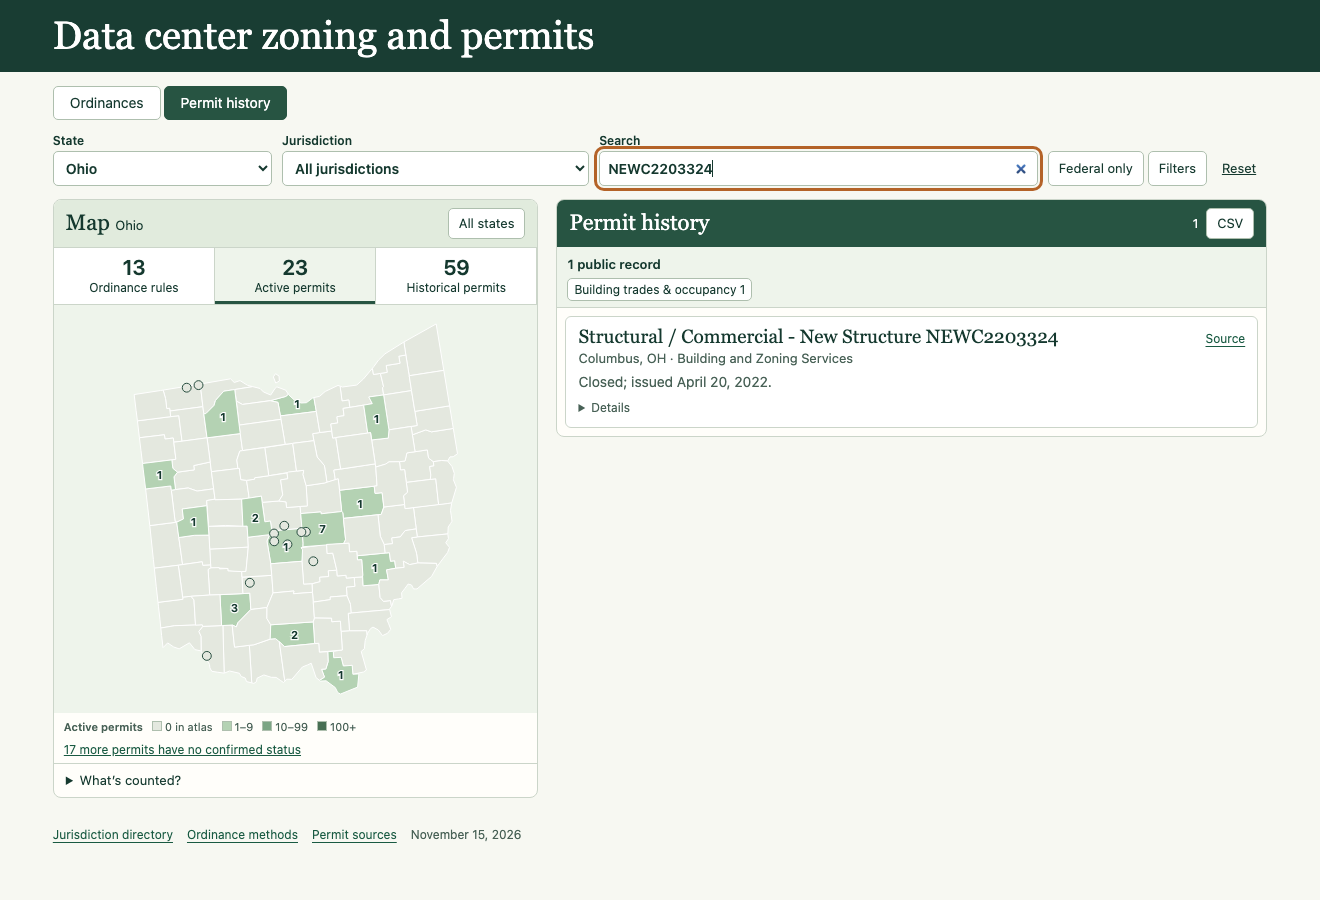 Data center zoning and permits
Ordinances
Permit history
State
Jurisdiction
Search
Ohio
All jurisdictions
NEWC2203324
Federal only
Filters
Reset
Map Ohio
All states
13
Ordinance rules
23
Active permits
59
Historical permits
1
1
1
1
1
2
1
7
1
1
3
2
1
Active permits 0 in atlas 1–9 10–99 100+
17 more permits have no confirmed status
What's counted?
Permit history
1
CSV
1 public record
Building trades & occupancy 1
Structural / Commercial - New Structure NEWC2203324
Source
Columbus, OH · Building and Zoning Services
Closed; issued April 20, 2022.
Details
Jurisdiction directory Ordinance methods Permit sources November 15, 2026